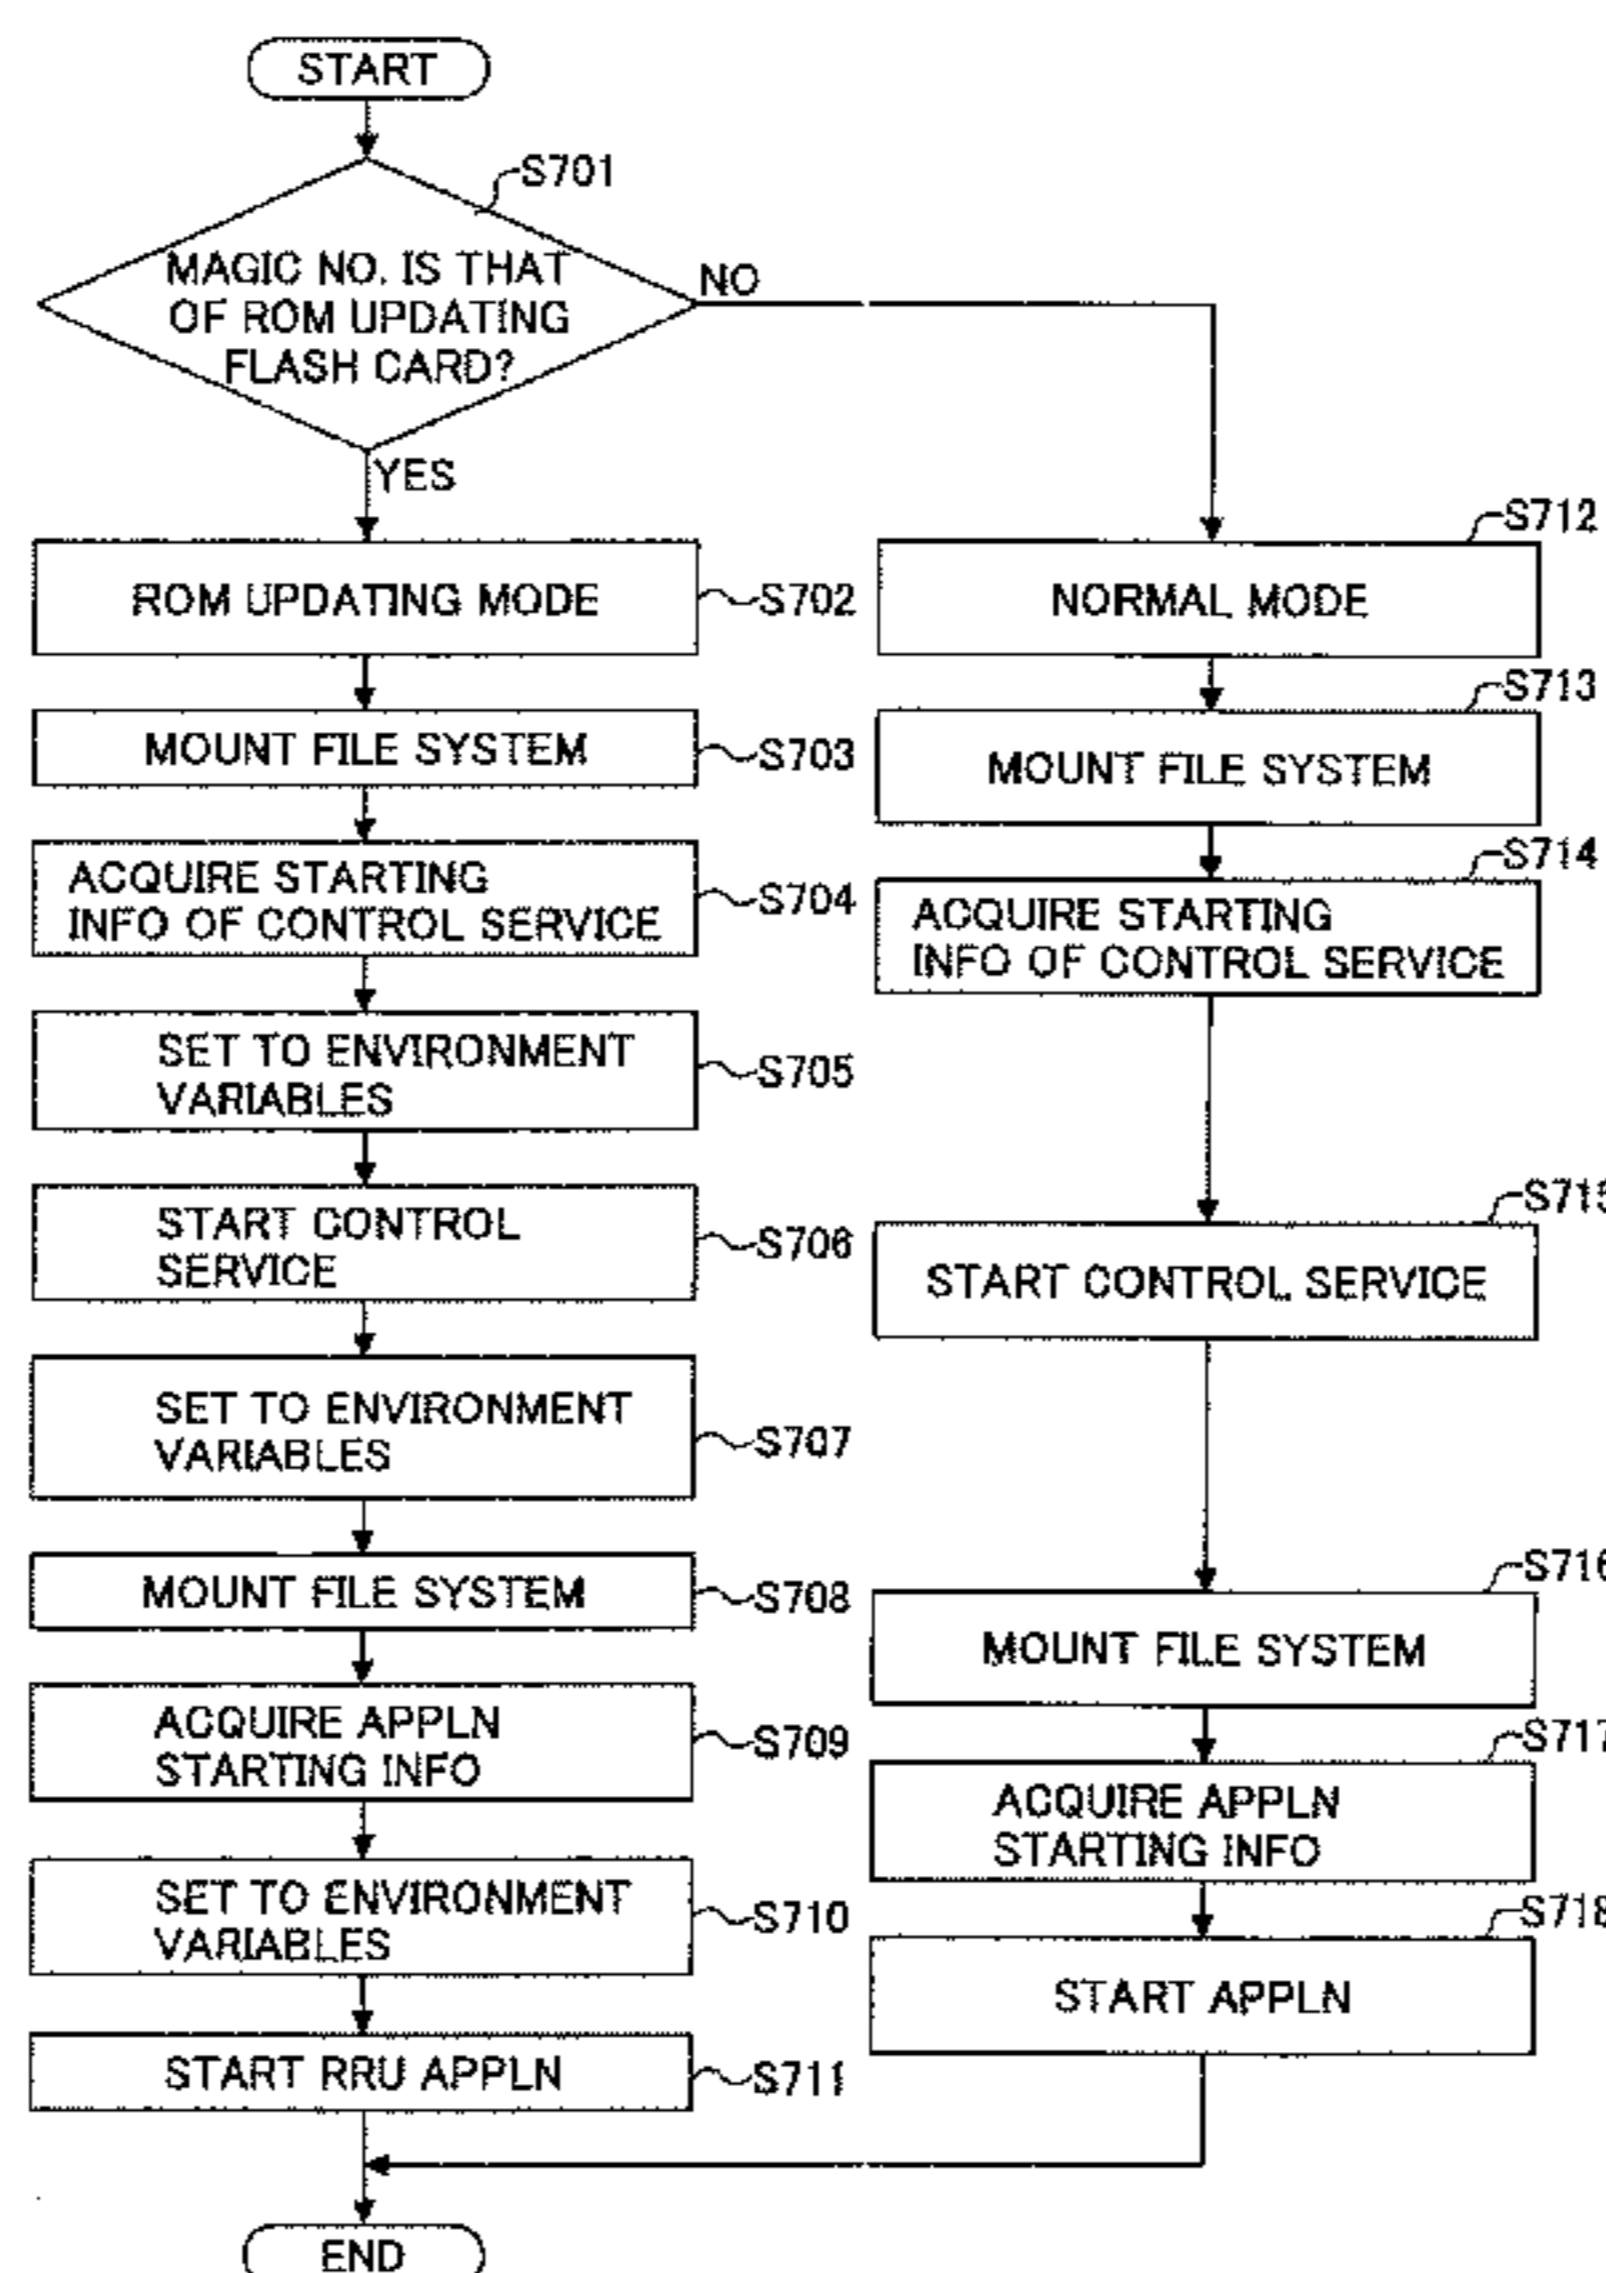 START
S701
MAGIC NO. IS THAT
OF ROM UPDATING
FLASH CARD?
NO
YES
ROM UPDATING MODE
S702
MOUNT FILE SYSTEM
S703
ACQUIRE STARTING
INFO OF CONTROL SERVICE
S704
SET TO ENVIRONMENT
VARIABLES
S705
START CONTROL
SERVICE
S706
SET TO ENVIRONMENT
VARIABLES
S707
MOUNT FILE SYSTEM
S708
ACQUIRE APPLN
STARTING INFO
S709
SET TO ENVIRONMENT
VARIABLES
S710
START RRU APPLN
S711
S712
NORMAL MODE
S713
MOUNT FILE SYSTEM
S714
ACQUIRE STARTING
INFO OF CONTROL SERVICE
S715
START CONTROL SERVICE
S716
MOUNT FILE SYSTEM
S717
ACQUIRE APPLN
STARTING INFO
S718
START APPLN
END